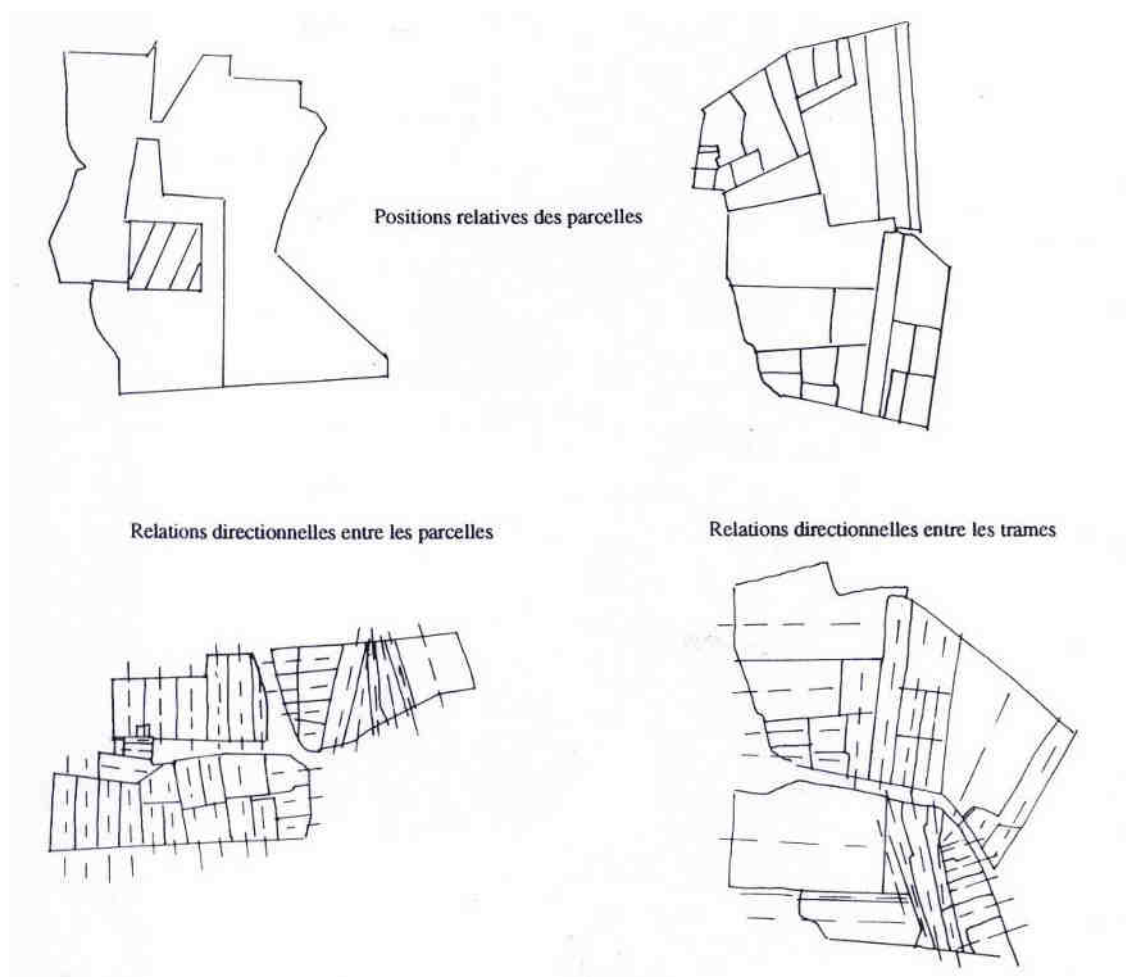 Positions relatives des parcelles
Relations directionnelles entre les parcelles
Relations directionnelles entre les trames